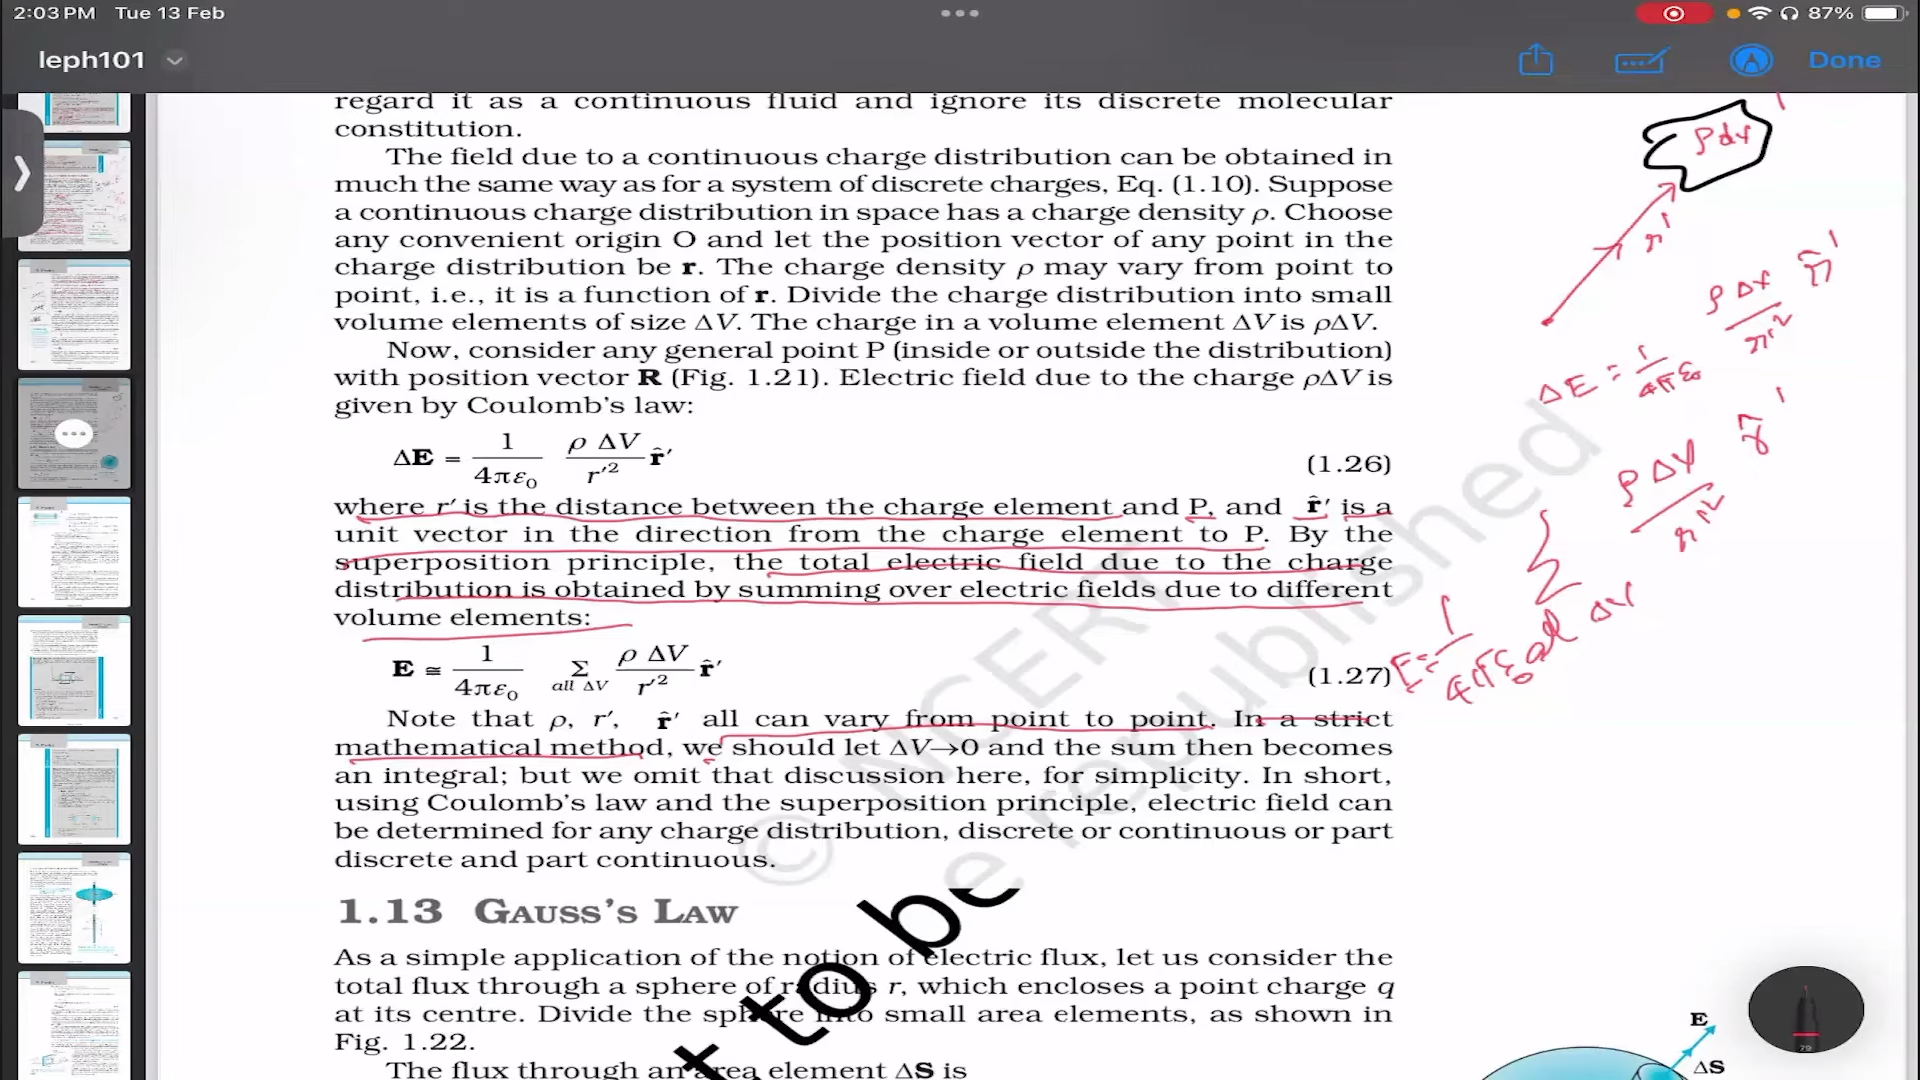 2:03 PM Tue 13 Feb
87%
leph101
Done
regard it as a continuous fluid and ignore its discrete molecular
constitution.
The field due to a continuous charge distribution can be obtained in
much the same way as for a system of discrete charges, Eq. (1.10). Suppose
a continuous charge distribution in space has a charge density ρ. Choose
any convenient origin O and let the position vector of any point in the
charge distribution be r. The charge density ρ may vary from point to
point, i.e., it is a function of r. Divide the charge distribution into small
volume elements of size ΔV. The charge in a volume element ΔV is ρΔV.
Now, consider any general point P (inside or outside the distribution)
with position vector R (Fig. 1.21). Electric field due to the charge ρΔV is
given by Coulomb's law:
ΔE = 1/4πε₀ ρ ΔV/r'² r̂' (1.26)
where r' is the distance between the charge element and P, and r̂' is a
unit vector in the direction from the charge element to P. By the
superposition principle, the total electric field due to the charge
distribution is obtained by summing over electric fields due to different
volume elements:
E ≅ 1/4πε₀ Σ all ΔV ρ ΔV/r'² r̂' (1.27)
Note that ρ, r', r̂' all can vary from point to point. In a strict
mathematical method, we should let ΔV→0 and the sum then becomes
an integral; but we omit that discussion here, for simplicity. In short,
using Coulomb's law and the superposition principle, electric field can
be determined for any charge distribution, discrete or continuous or part
discrete and part continuous.
1.13 GAUSS'S LAW
As a simple application of the notion of electric flux, let us consider the
total flux through a sphere of radius r, which encloses a point charge q
at its centre. Divide the sphere into small area elements, as shown in
Fig. 1.22.
The flux through an area element ΔS is
© NCERT
be republished
to be
ρdv
r'
ΔE = 1/4πε₀ ρ ΔV/r'² r̂'
E = 1/4πε₀ Σ all ΔV ρ ΔV/r'² r̂'
E
ΔS
79